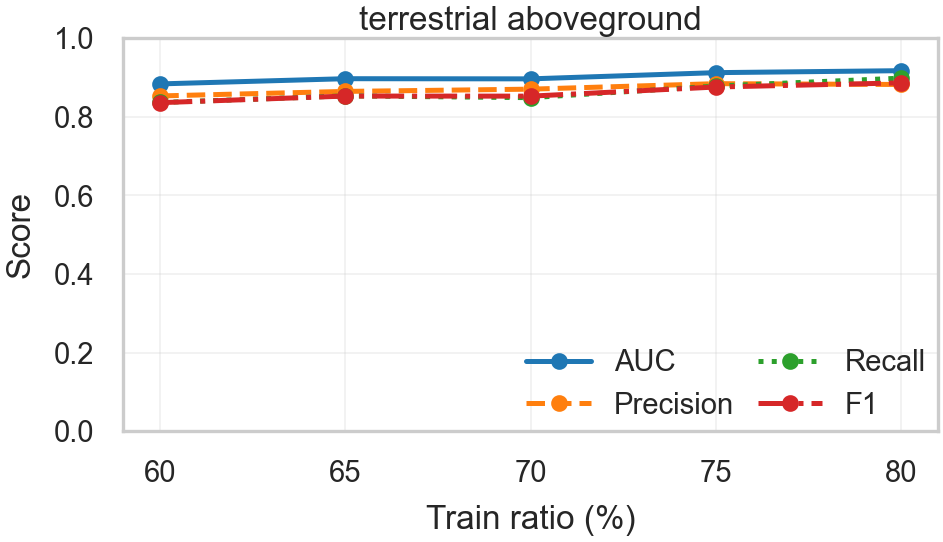 terrestrial aboveground
1.0
0.8
0.6
0.4
0.2
0.0
Score
AUC
Precision
Recall
F1
60 65 70 75 80
Train ratio (%)